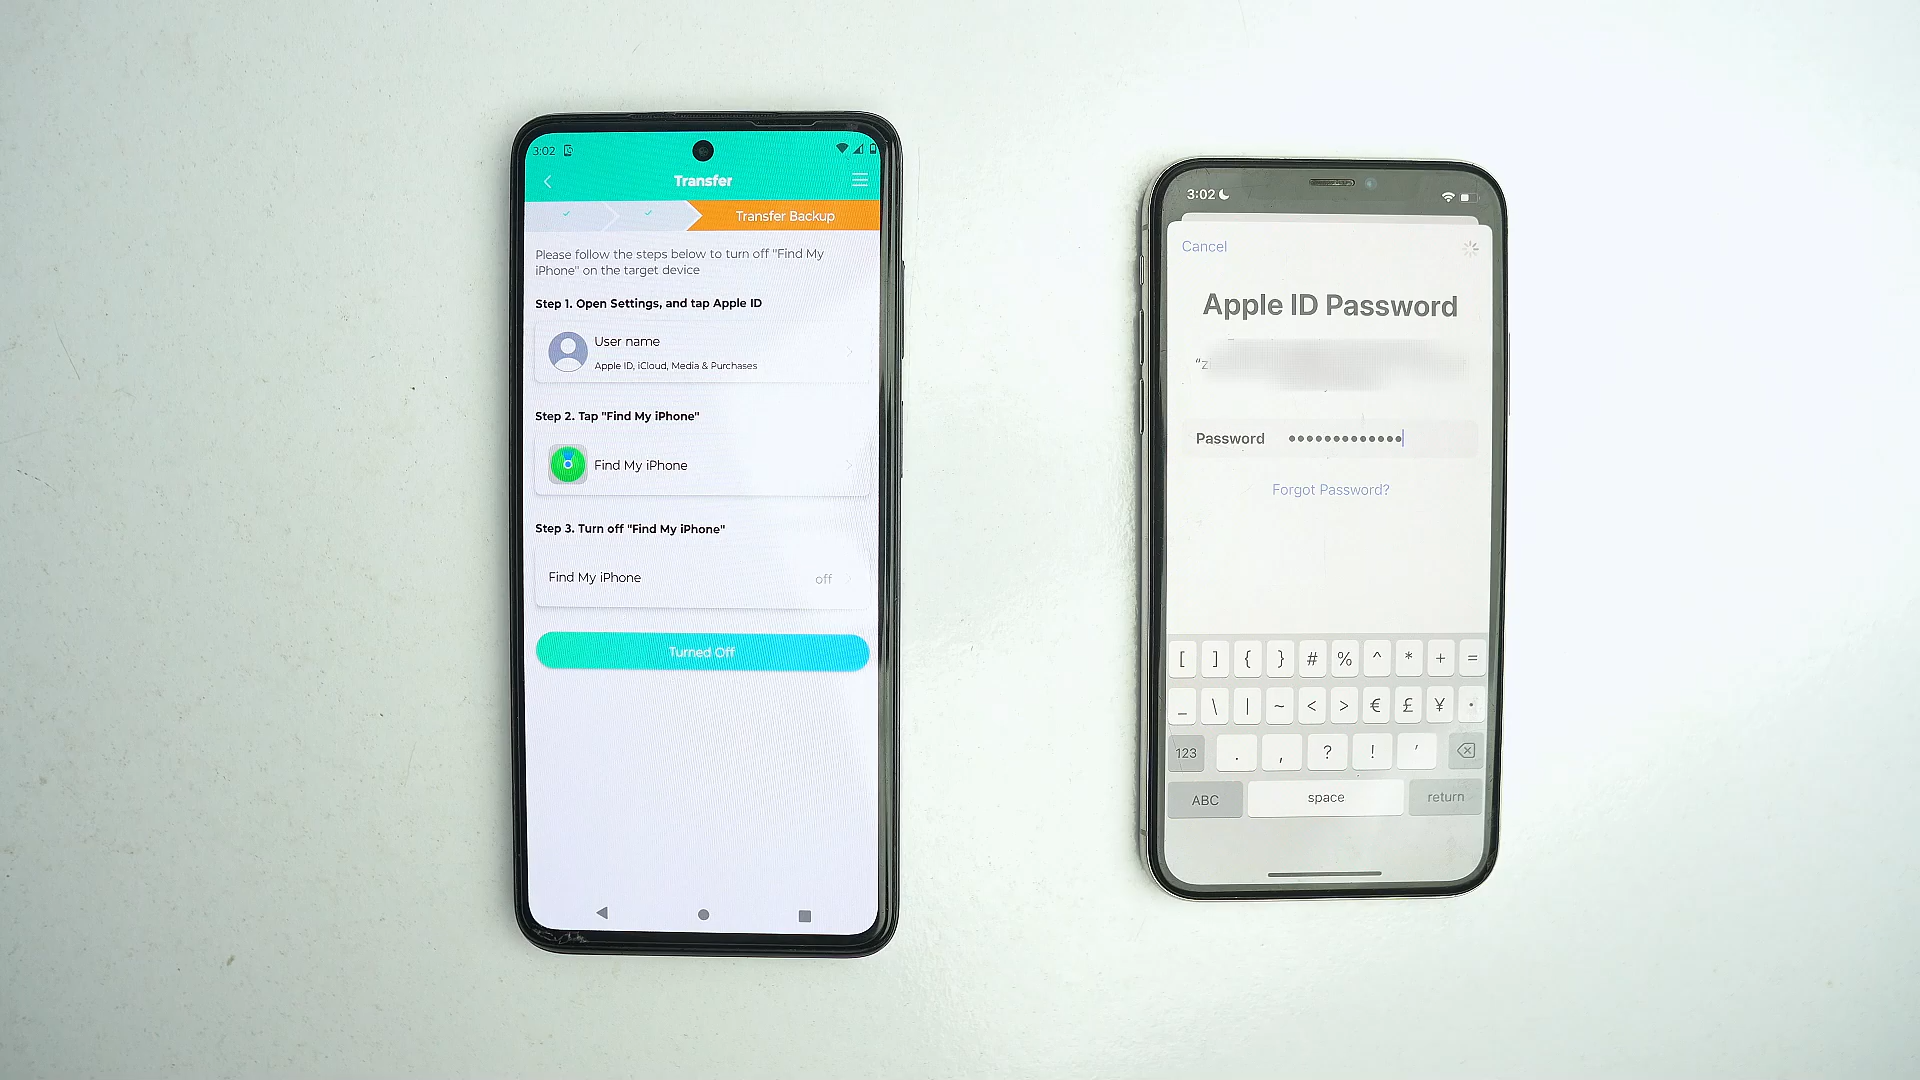 3:02
Transfer
Transfer Backup
Please follow the steps below to turn off "Find My
iPhone" on the target device
Step 1. Open Settings, and tap Apple ID
User name
Apple ID, iCloud, Media & Purchases
Step 2. Tap "Find My iPhone"
Find My iPhone
Step 3. Turn off "Find My iPhone"
Find My iPhone off
Turned Off
3:02
Cancel
Apple ID Password
"z
Password ●●●●●●●●●●●●●
Forgot Password?
[ ] { } # % ^ * + =
_ \ | ~ < > € £ ¥ •
123 . , ? ! '
ABC space return